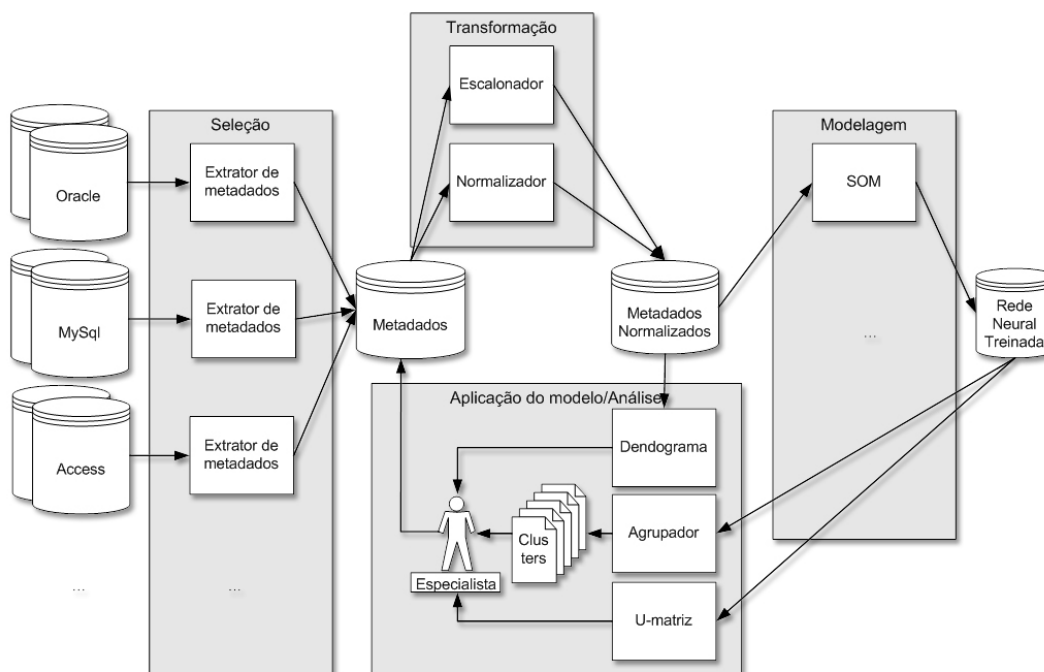 Transformação
Escalonador
Normalizador
Seleção
Extrator de
metadados
Extrator de
metadados
Extrator de
metadados
...
Oracle
MySql
Access
...
Metadados
Metadados
Normalizados
Modelagem
SOM
...
Rede
Neural
Treinada
Aplicação do modelo/Análise
Dendograma
Agrupador
Clus
ters
U-matriz
Especialista